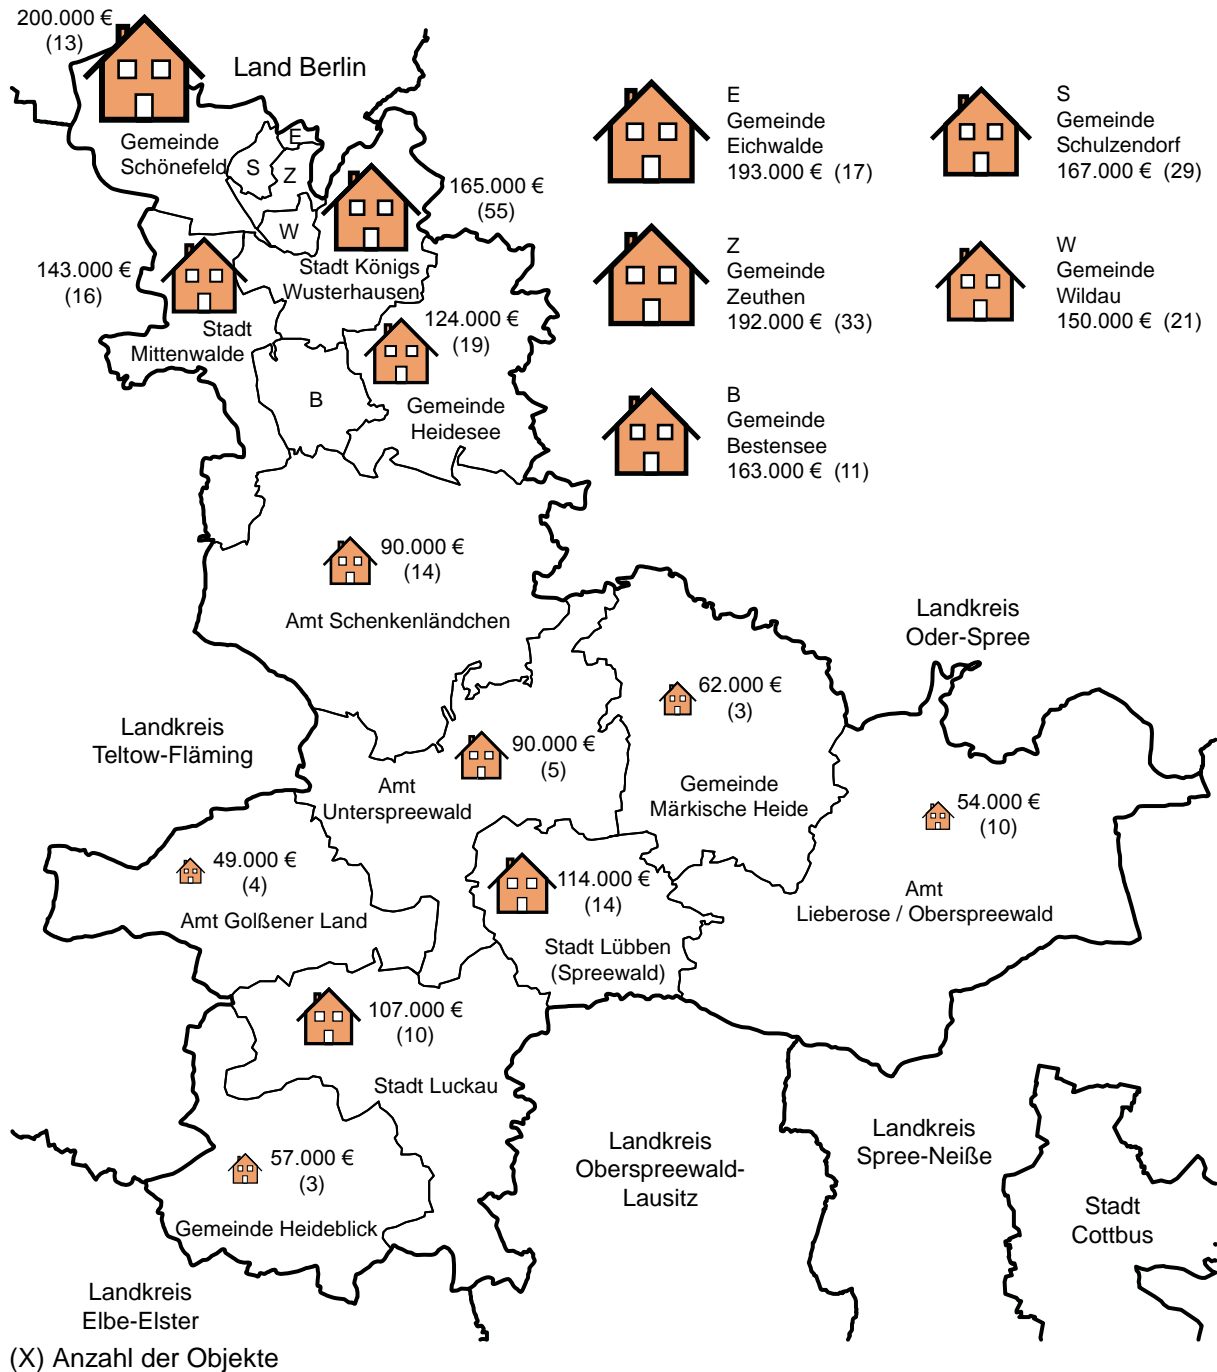 200.000 €
(13)
Land Berlin
Gemeinde
Schönefeld
E
S
Z
W
165.000 €
(55)
Stadt Königs
Wusterhausen
143.000 €
(16)
Stadt
Mittenwalde
124.000 €
(19)
Gemeinde
Heidesee
B
E
Gemeinde
Eichwalde
193.000 € (17)
S
Gemeinde
Schulzendorf
167.000 € (29)
Z
Gemeinde
Zeuthen
192.000 € (33)
W
Gemeinde
Wildau
150.000 € (21)
B
Gemeinde
Bestensee
163.000 € (11)
90.000 €
(14)
Amt Schenkenländchen
Landkreis
Oder-Spree
62.000 €
(3)
Gemeinde
Märkische Heide
Landkreis
Teltow-Fläming
90.000 €
(5)
Amt
Unterspreewald
54.000 €
(10)
Amt
Lieberose / Oberspreewald
49.000 €
(4)
Amt Golßener Land
114.000 €
(14)
Stadt Lübben
(Spreewald)
107.000 €
(10)
Stadt Luckau
57.000 €
(3)
Gemeinde Heideblick
Landkreis
Oberspreewald-
Lausitz
Landkreis
Spree-Neiße
Stadt
Cottbus
Landkreis
Elbe-Elster
(X) Anzahl der Objekte